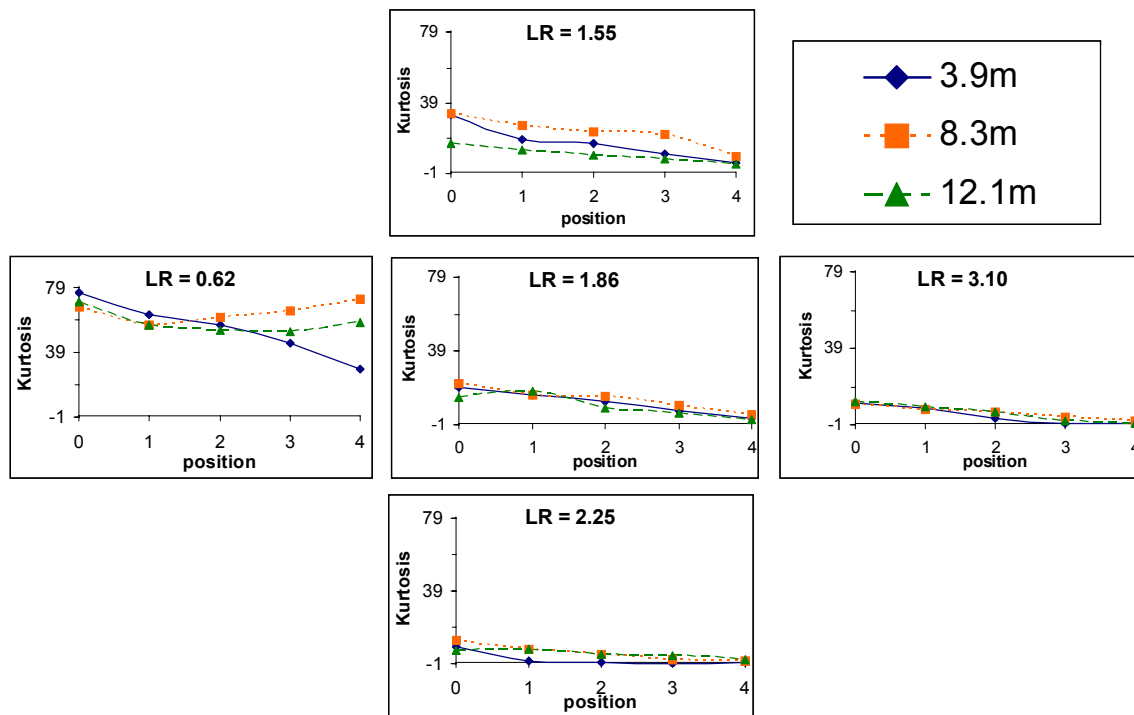 LR = 1.55
79
39
-1
Kurtosis
0 1 2 3 4
position
3.9m
8.3m
12.1m
LR = 0.62
79
39
-1
Kurtosis
0 1 2 3 4
position
LR = 1.86
79
39
-1
Kurtosis
0 1 2 3 4
position
LR = 3.10
79
39
-1
0 1 2 3 4
position
LR = 2.25
79
39
-1
Kurtosis
0 1 2 3 4
position